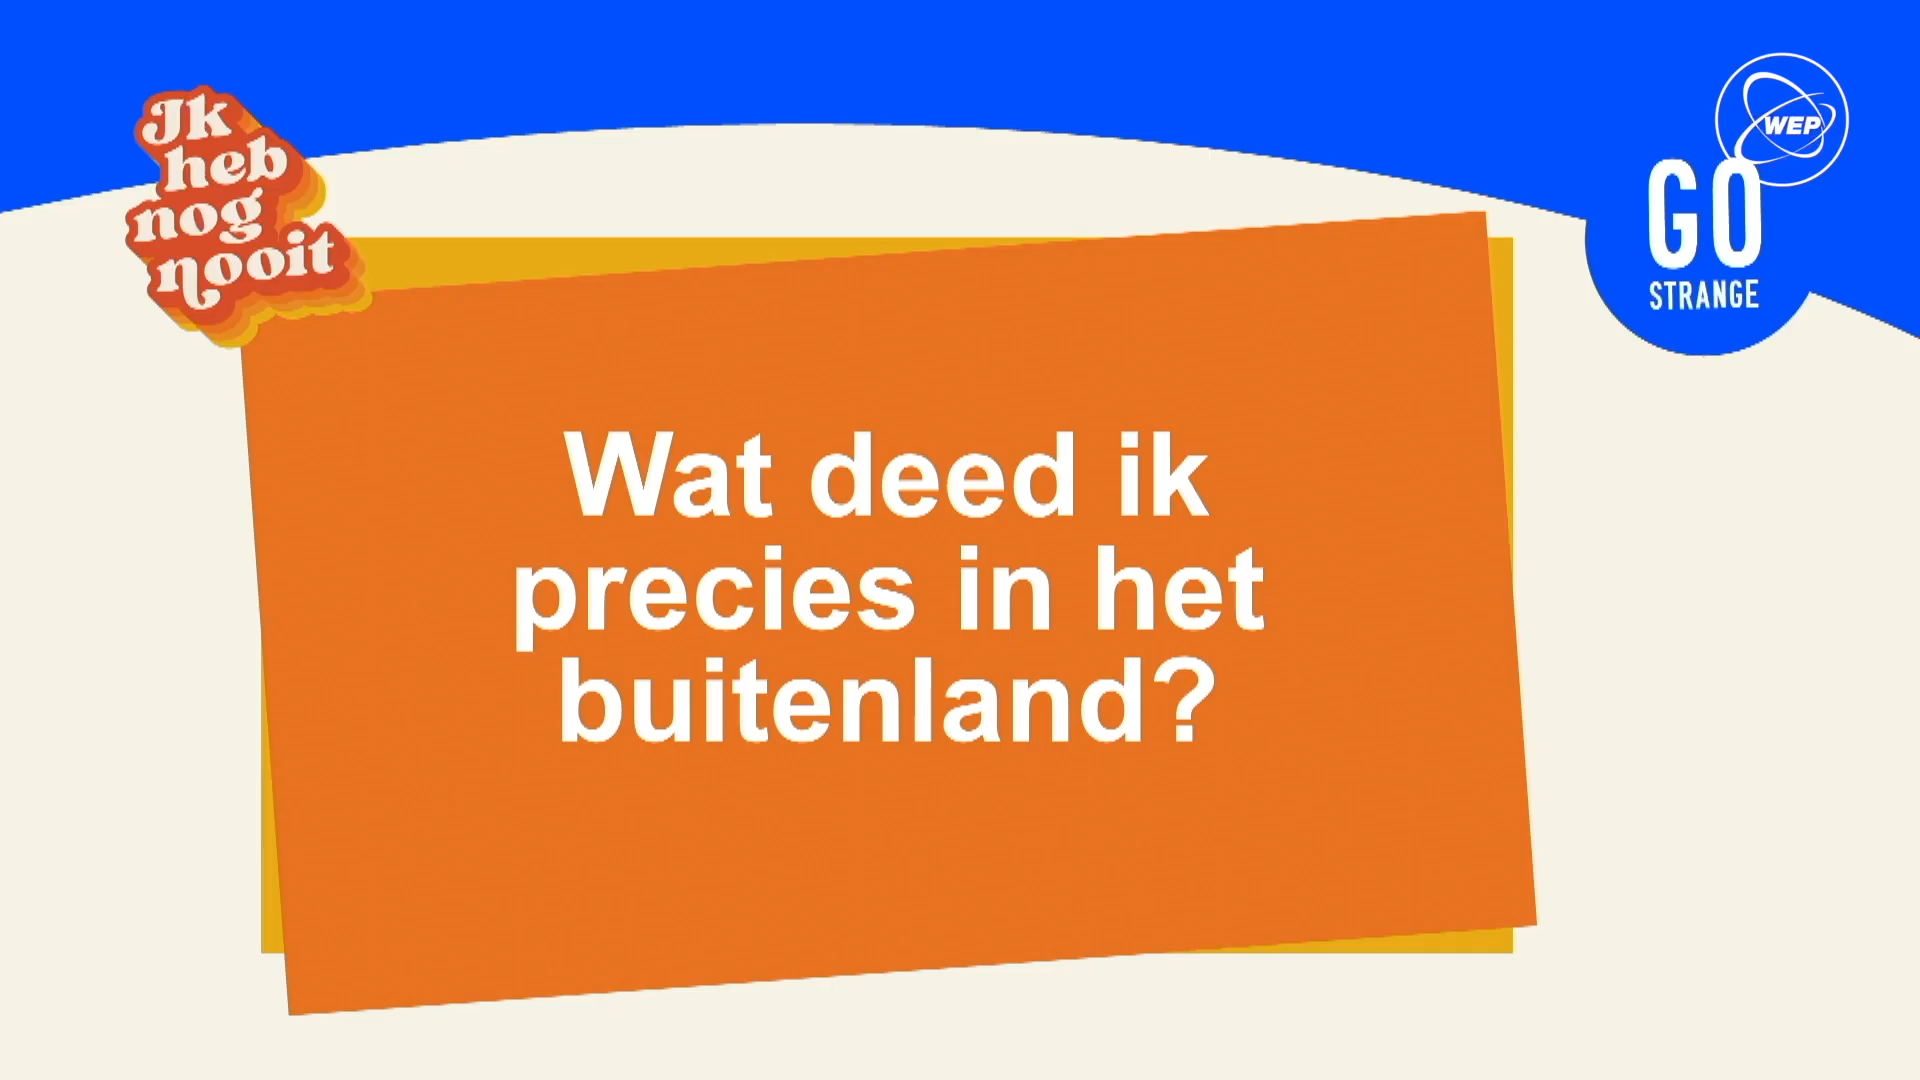 Ik
heb
nog
nooit
WEP
GO
STRANGE
Wat deed ik
precies in het
buitenland?